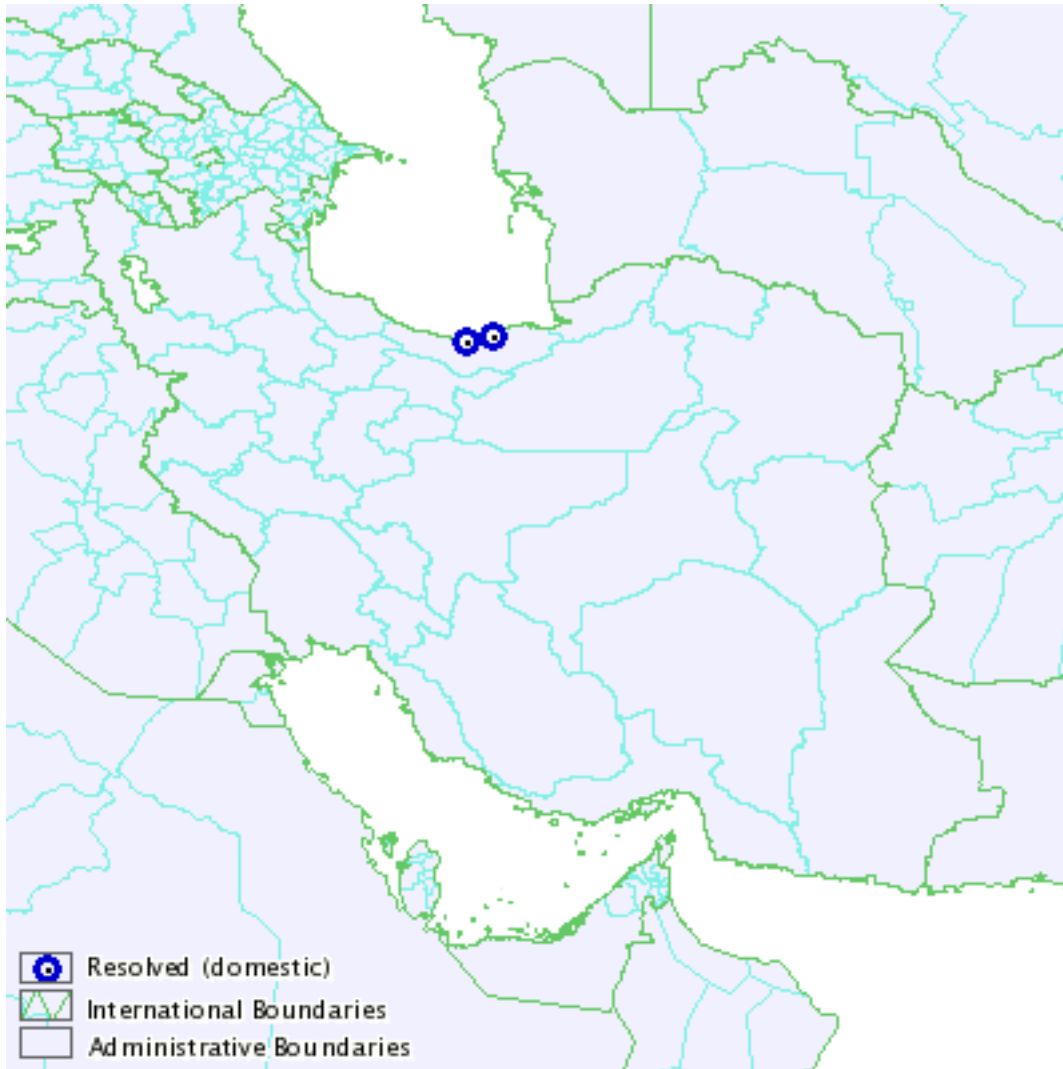 Resolved (domestic)
International Boundaries
Administrative Boundaries